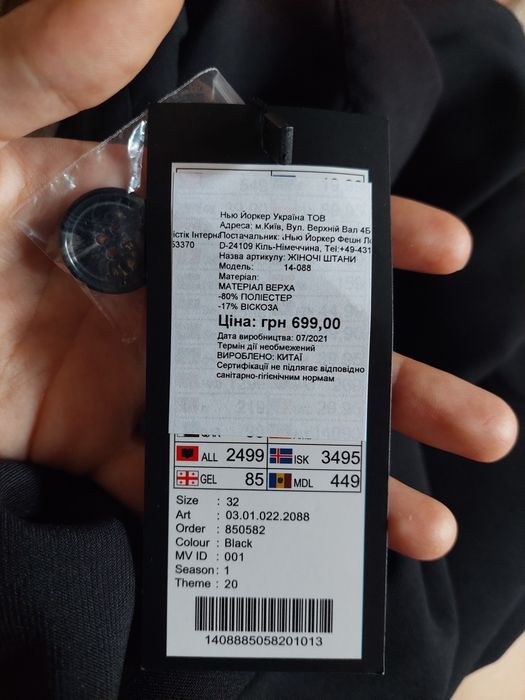 Нью Йоркер Україна ТОВ
Адреса: м.Київ, Вул. Верхній Вал 4Б
Постачальник: Нью Йоркер Фешн
53370 D-24109 Кіль-Німеччина, Tel:+49-431
Назва артикулу: ЖІНОЧІ ШТАНИ
Модель: 14-088
Матеріал:
МАТЕРІАЛ ВЕРХА
-80% ПОЛІЕСТЕР
-17% ВІСКОЗА
Ціна: грн 699,00
Дата виробництва: 07/2021
Термін дії необмежений
ВИРОБЛЕНО: КИТАЇ
Сертифікації не підлягає відповідно
санітарно-гігієнічним нормам
ALL 2499 ISK 3495
GEL 85 MDL 449
Size : 32
Art : 03.01.022.2088
Order : 850582
Colour : Black
MV ID : 001
Season : 1
Theme : 20
1408885058201013